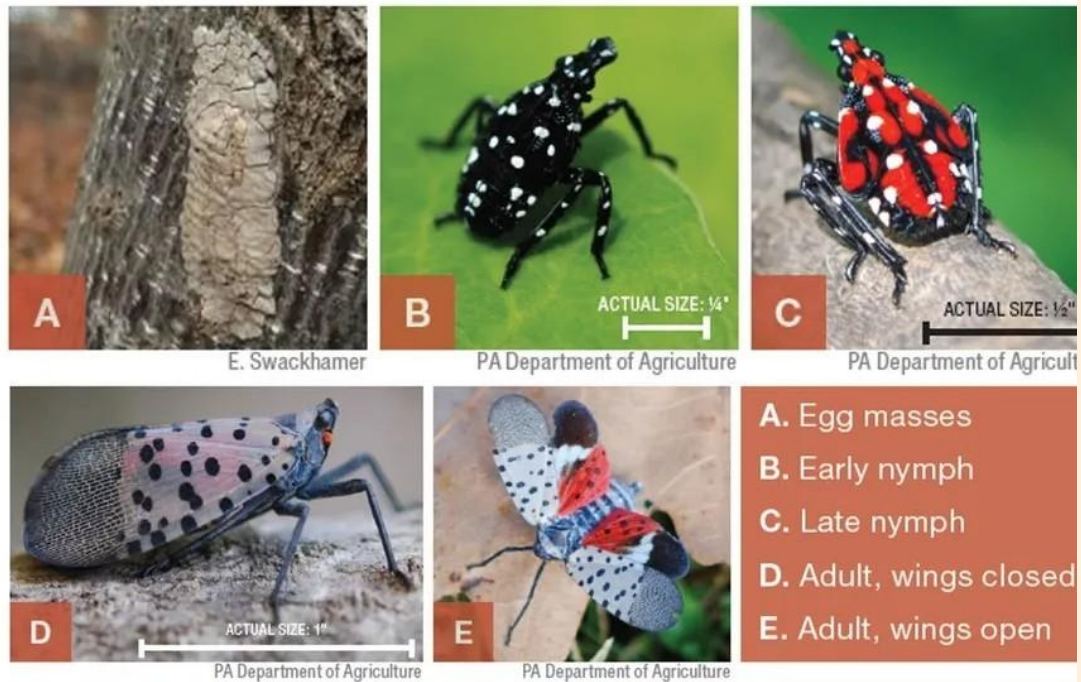 A
E. Swackhamer
B
ACTUAL SIZE: ¼"
PA Department of Agriculture
C
ACTUAL SIZE: ½"
PA Department of Agricult
D
ACTUAL SIZE: 1"
PA Department of Agriculture
E
PA Department of Agriculture
A. Egg masses
B. Early nymph
C. Late nymph
D. Adult, wings closed
E. Adult, wings open